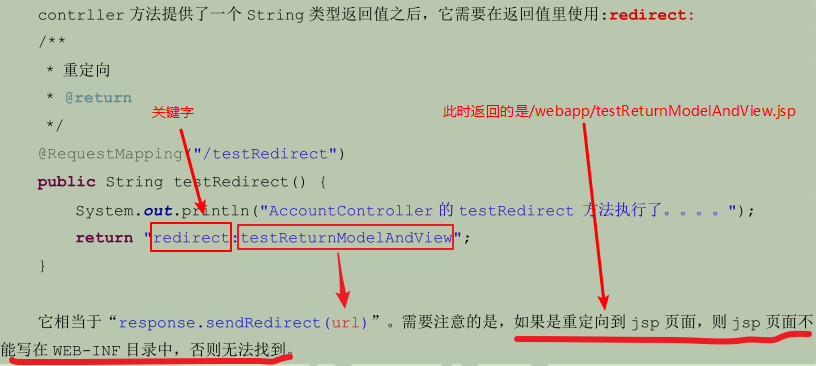 contrller 方法提供了一个 String 类型返回值之后，它需要在返回值里使用:redirect:
/**
* 重定向
* @return
关键字
此时返回的是/webapp/testReturnModelAndView.jsp
*/
@RequestMapping("/testRedirect")
public String testRedirect() {
System.out.println("AccountController 的 testRedirect 方法执行了。。。。");
return "redirect:testReturnModelAndView";
}
它相当于“response.sendRedirect(url)”。需要注意的是，如果是重定向到 jsp 页面，则 jsp 页面不
能写在 WEB-INF 目录中，否则无法找到。